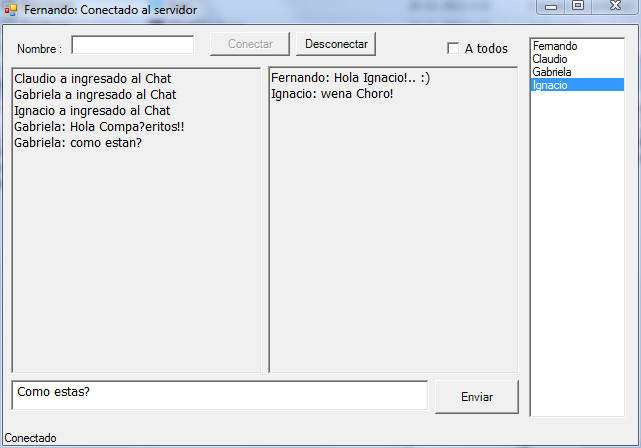 Fernando: Conectado al servidor
Nombre :
Conectar
Desconectar
A todos
Claudio a ingresado al Chat
Gabriela a ingresado al Chat
Ignacio a ingresado al Chat
Gabriela: Hola Compa?eritos!!
Gabriela: como estan?
Fernando: Hola Ignacio!.. :)
Ignacio: wena Choro!
Fernando
Claudio
Gabriela
Ignacio
Como estas?
Enviar
Conectado